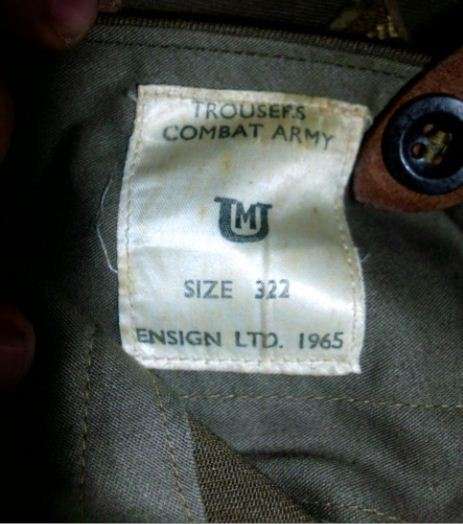 TROUSERS
COMBAT ARMY
SIZE 322
ENSIGN LTD. 1965